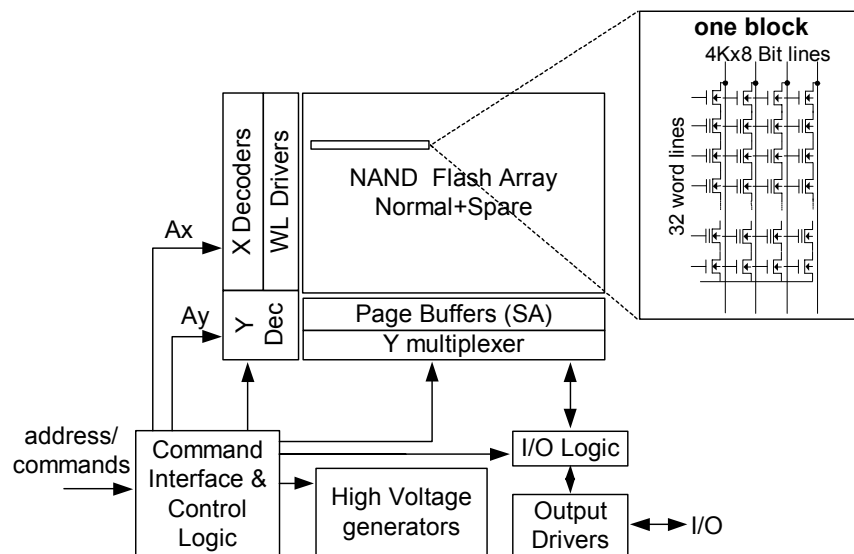 one block
4Kx8 Bit lines
32 word lines
X Decoders
WL Drivers
NAND Flash Array
Normal+Spare
Ax
Ay
Y
Dec
Page Buffers (SA)
Y multiplexer
address/
commands
Command
Interface &
Control
Logic
High Voltage
generators
I/O Logic
Output
Drivers
I/O